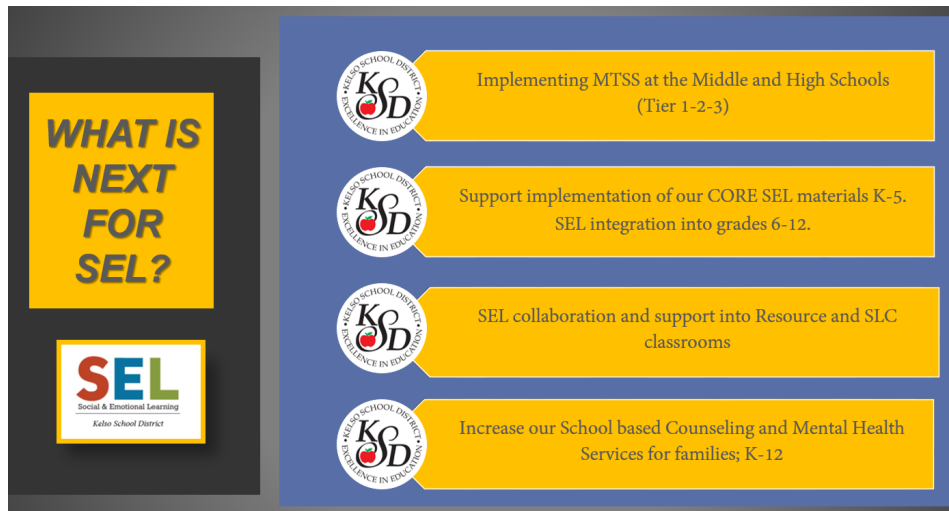 WHAT IS
NEXT
FOR
SEL?
SEL
Social & Emotional Learning
Kelso School District
KELSO SCHOOL DISTRICT
KSD
EXCELLENCE IN EDUCATION
Implementing MTSS at the Middle and High Schools
(Tier 1-2-3)
KELSO SCHOOL DISTRICT
KSD
EXCELLENCE IN EDUCATION
Support implementation of our CORE SEL materials K-5.
SEL integration into grades 6-12.
KELSO SCHOOL DISTRICT
KSD
EXCELLENCE IN EDUCATION
SEL collaboration and support into Resource and SLC
classrooms
KELSO SCHOOL DISTRICT
KSD
EXCELLENCE IN EDUCATION
Increase our School based Counseling and Mental Health
Services for families; K-12